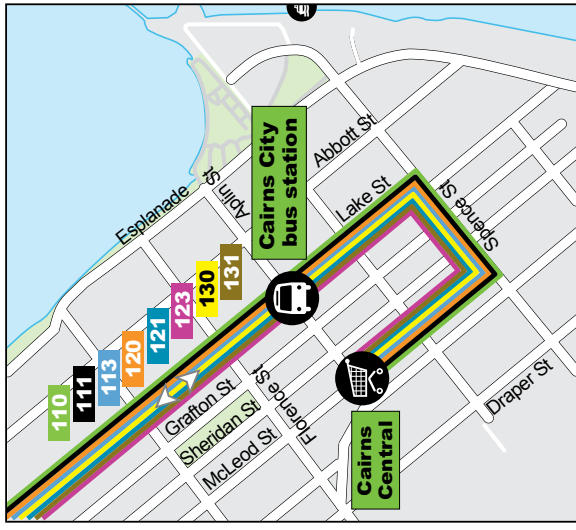 Esplanade
Aplin St
Abbott St
Lake St
Spence St
Cairns City
bus station
110
111
113
120
121
123
130
131
Grafton St
Sheridan St
McLeod St
Florence St
Draper St
Cairns
Central